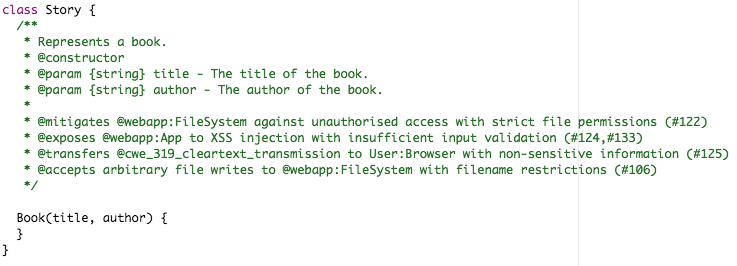 class Story {
  /**
   * Represents a book.
   * @constructor
   * @param {string} title - The title of the book.
   * @param {string} author - The author of the book.
   *
   * @mitigates @webapp:FileSystem against unauthorised access with strict file permissions (#122)
   * @exposes @webapp:App to XSS injection with insufficient input validation (#124,#133)
   * @transfers @cwe_319_cleartext_transmission to User:Browser with non-sensitive information (#125)
   * @accepts arbitrary file writes to @webapp:FileSystem with filename restrictions (#106)
   */

  Book(title, author) {
  }
}